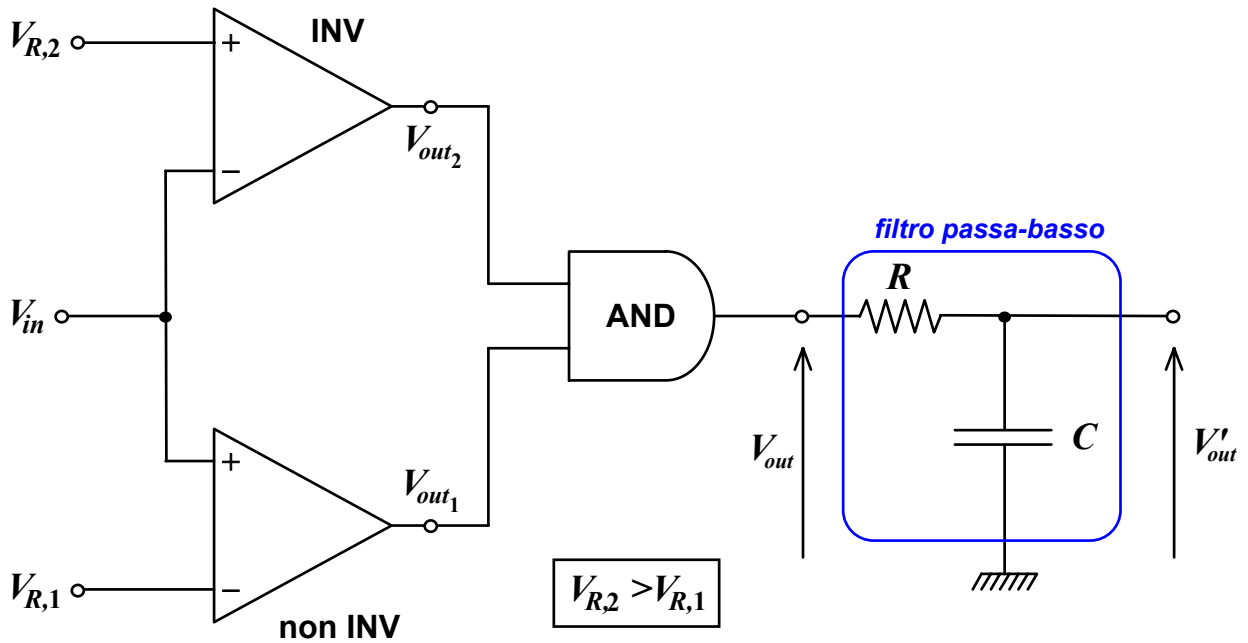 INV
V_{R,2}
+
−
V_{out_2}
filtro passa-basso
R
V_{in}
AND
+
−
V_{out_1}
V_{out}
C
V'_{out}
V_{R,1}
V_{R,2} >V_{R,1}
non INV